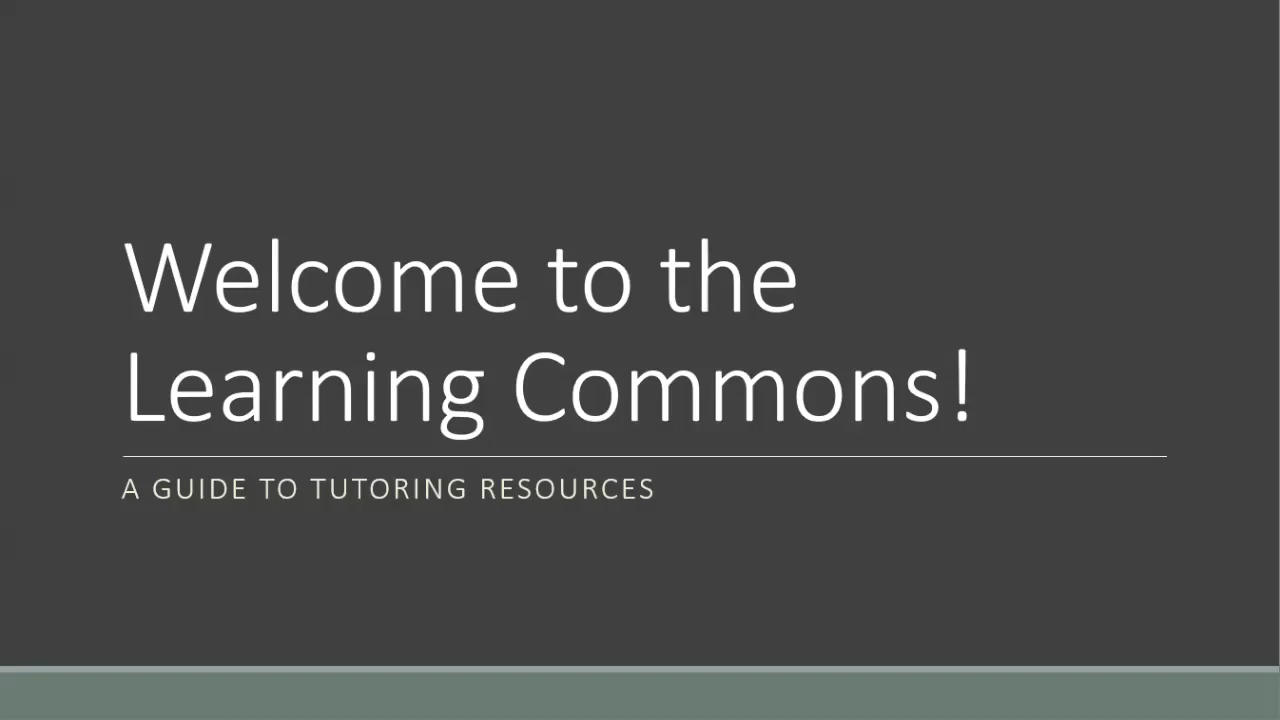 Welcome to the
Learning Commons!
A GUIDE TO TUTORING RESOURCES